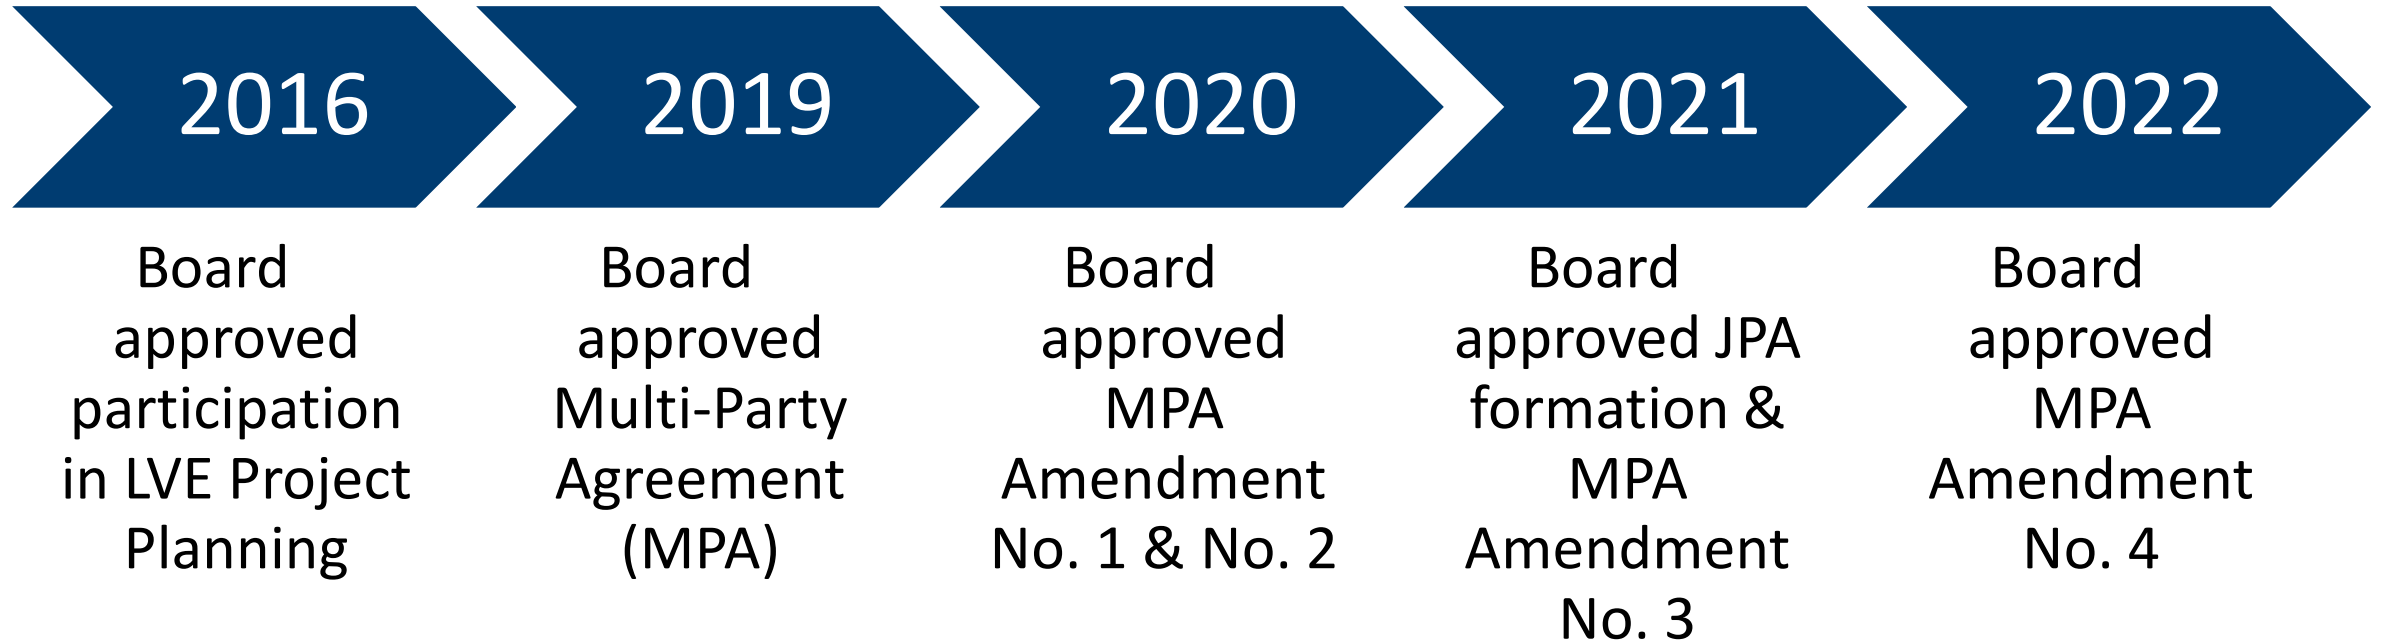 2016
Board
approved
participation
in LVE Project
Planning
2019
Board
approved
Multi-Party
Agreement
(MPA)
2020
Board
approved
MPA
Amendment
No. 1 & No. 2
2021
Board
approved JPA
formation &
MPA
Amendment
No. 3
2022
Board
approved
MPA
Amendment
No. 4